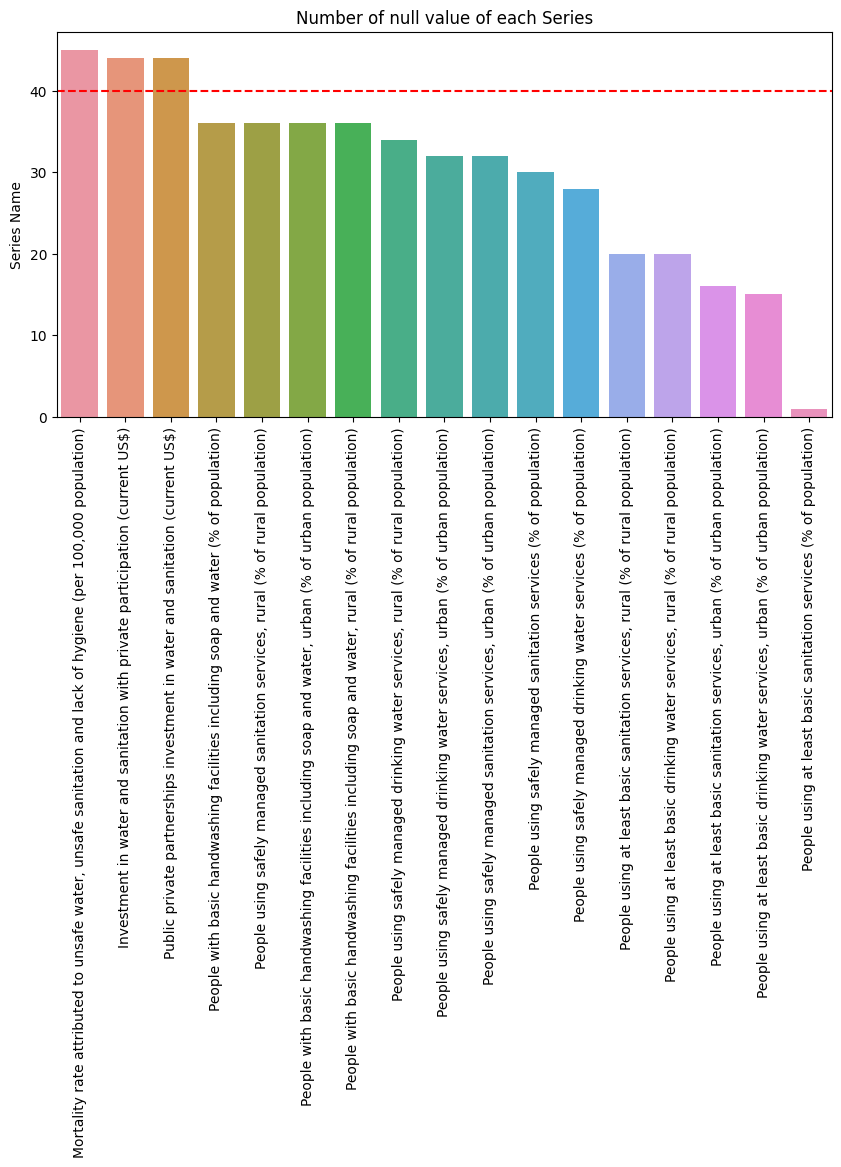 Number of null value of each Series
Series Name
40
30
20
10
0
Mortality rate attributed to unsafe water, unsafe sanitation and lack of hygiene (per 100,000 population)
Investment in water and sanitation with private participation (current US$)
Public private partnerships investment in water and sanitation (current US$)
People with basic handwashing facilities including soap and water (% of population)
People using safely managed sanitation services, rural (% of rural population)
People with basic handwashing facilities including soap and water, urban (% of urban population)
People with basic handwashing facilities including soap and water, rural (% of rural population)
People using safely managed drinking water services, rural (% of rural population)
People using safely managed drinking water services, urban (% of urban population)
People using safely managed sanitation services, urban (% of urban population)
People using safely managed sanitation services (% of population)
People using safely managed drinking water services (% of population)
People using at least basic sanitation services, rural (% of rural population)
People using at least basic drinking water services, rural (% of rural population)
People using at least basic sanitation services, urban (% of urban population)
People using at least basic drinking water services, urban (% of urban population)
People using at least basic sanitation services (% of population)